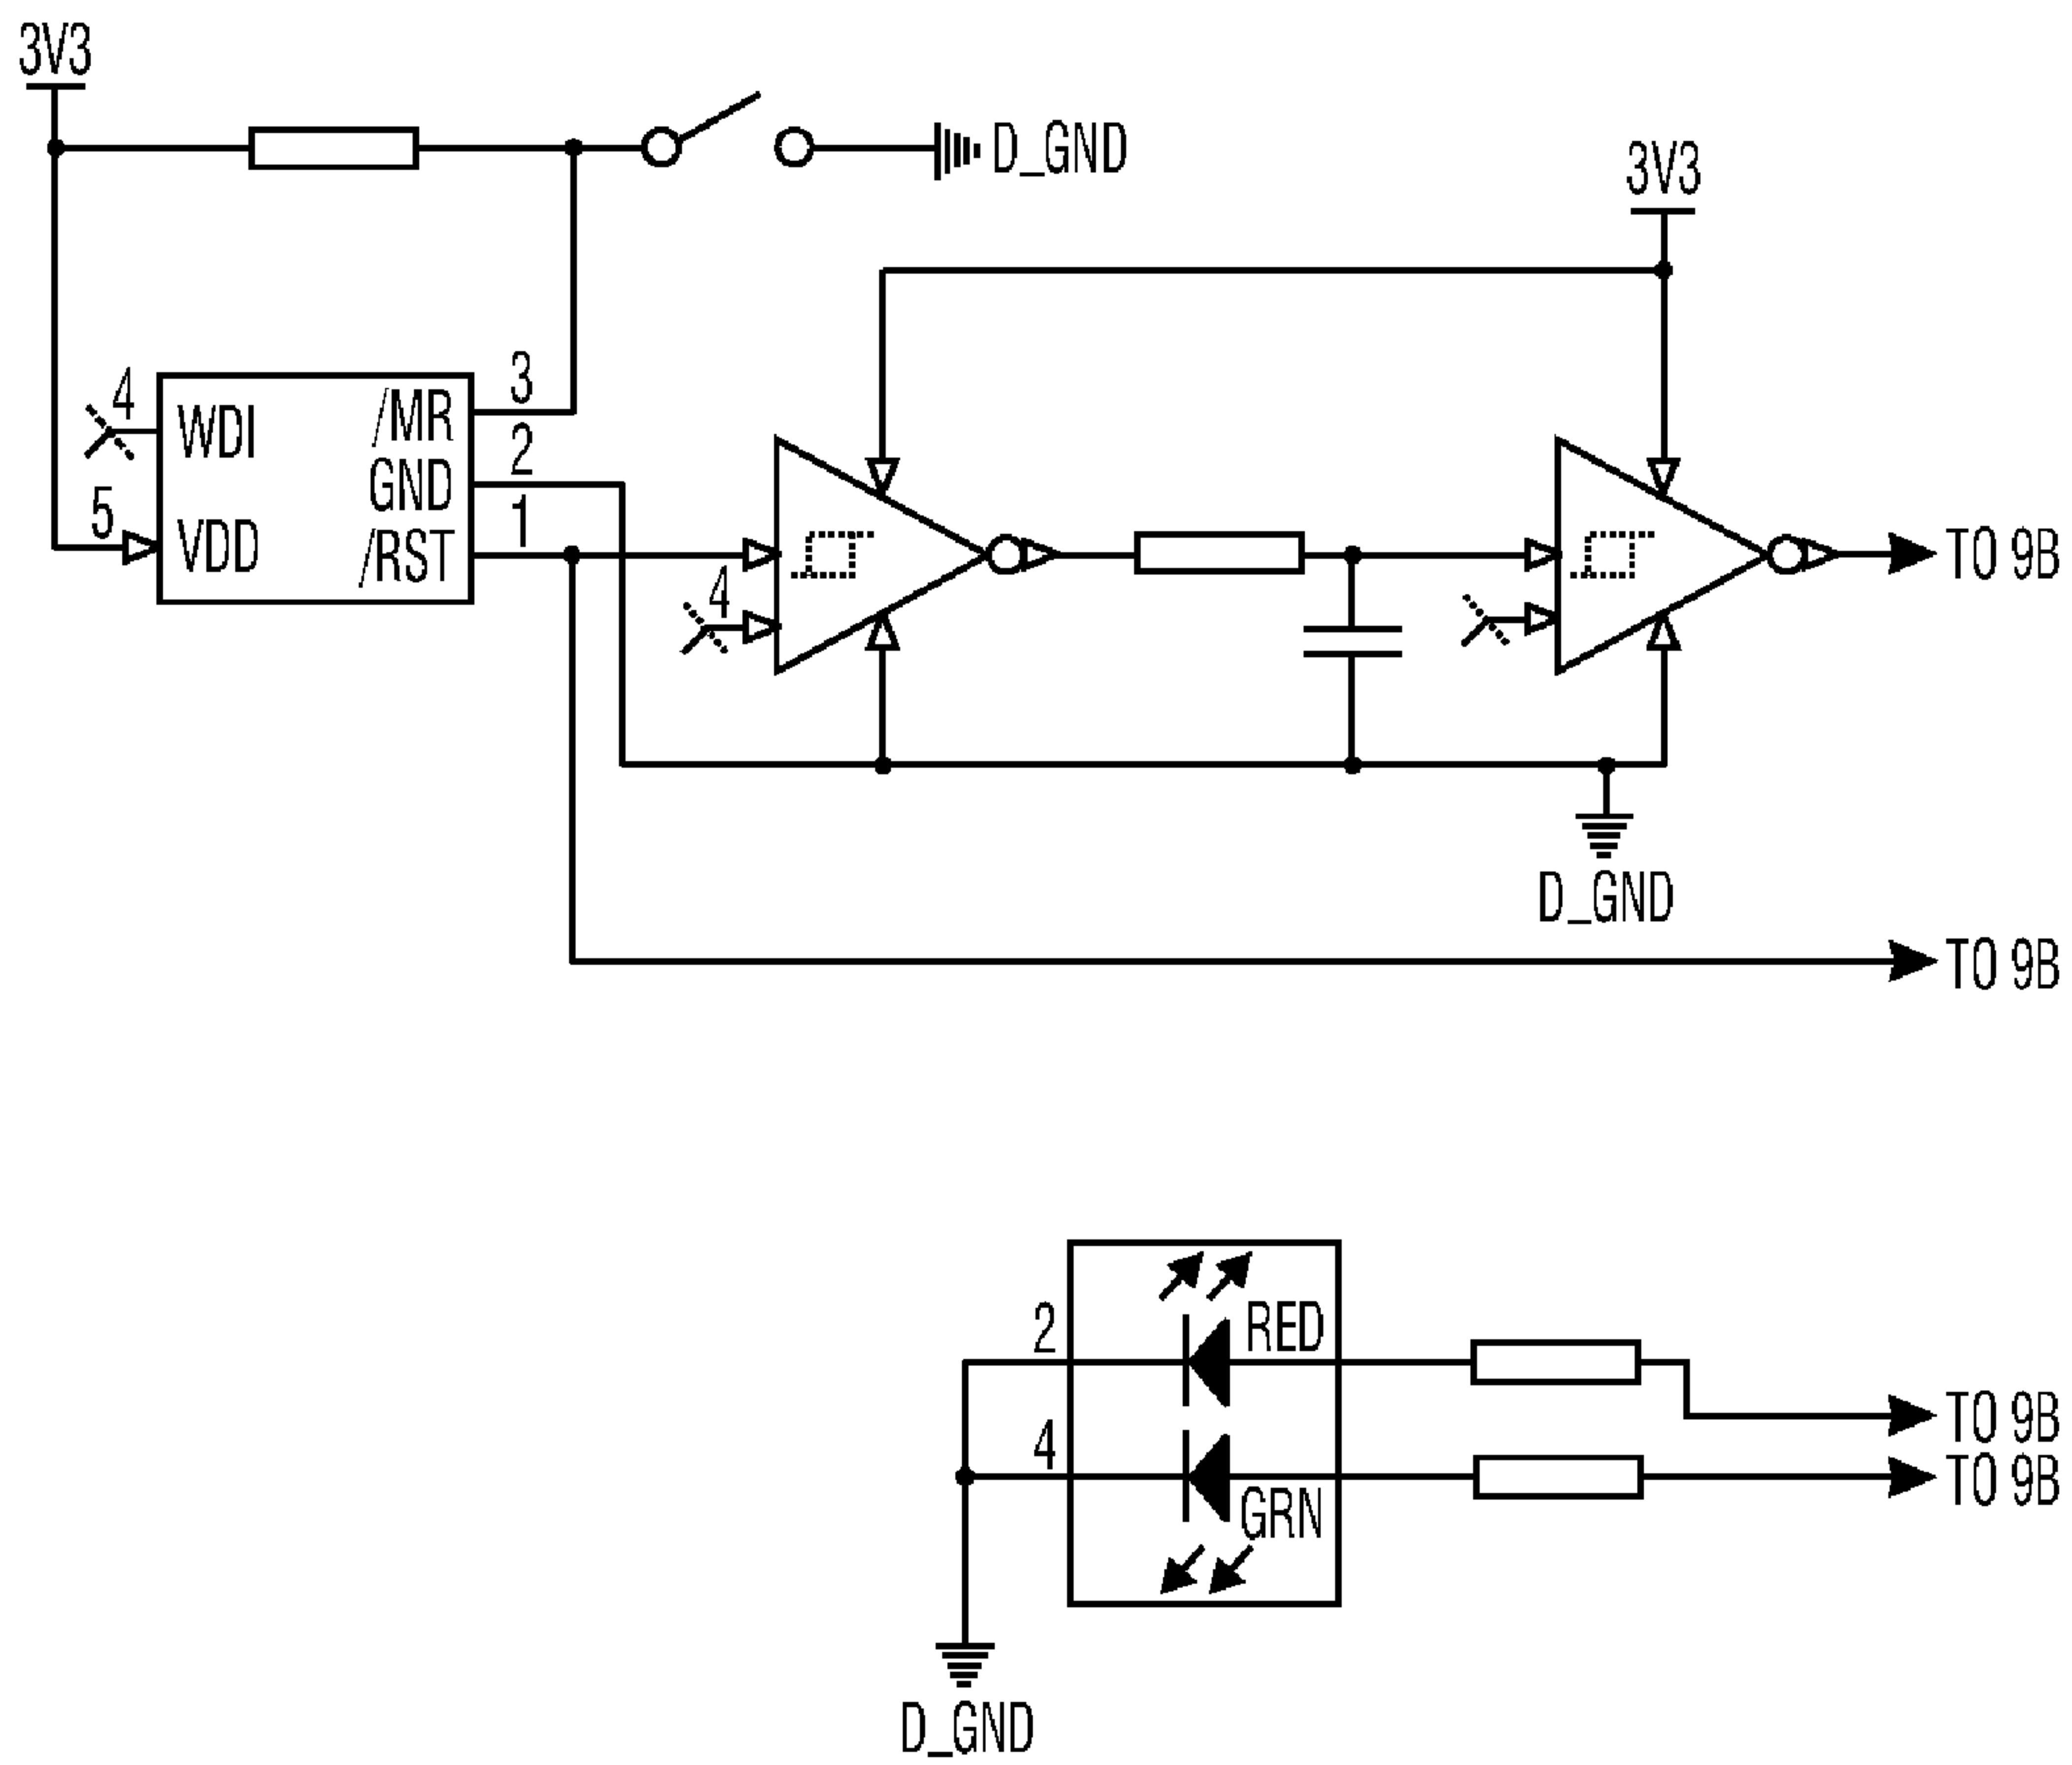 3V3
D_GND
3V3
4
WDI
/MR
3
GND
2
5
VDD
/RST
1
4
TO 9B
D_GND
TO 9B
2
RED
TO 9B
4
GRN
TO 9B
D_GND